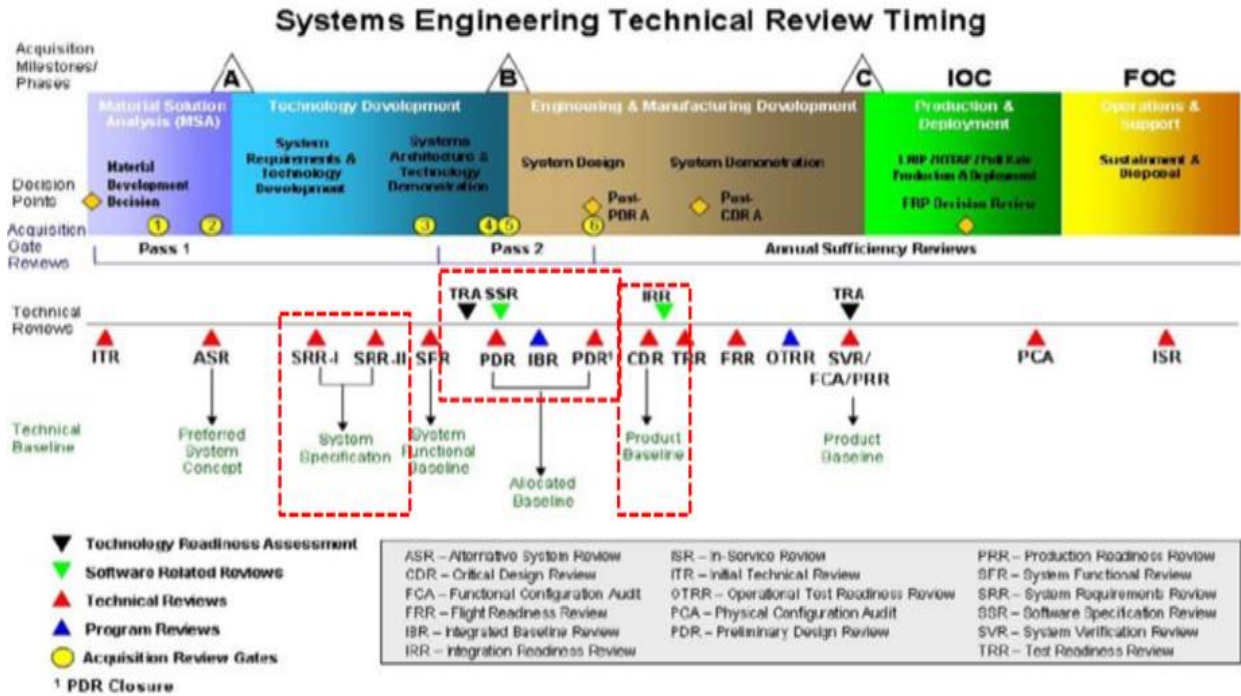 Systems Engineering Technical Review Timing
Acquisition
Milestones/
Phases
A
B
C
IOC
FOC
Material Solution
Analysis (MSA)
Technology Development
Engineering & Manufacturing Development
Production &
Deployment
Operations &
Support
Decision
Points
Material
Development
Decision
System
Requirements &
Technology
Development
Systems
Architecture &
Technology
Demonstration
System Design
Post-
PDR A
System Demonstration
Post-
CDR A
Production & Deployment
FRP Decision Review
Sustainment &
Disposal
1
2
3
4
5
6
Acquisition
Gate
Reviews
Pass 1
Pass 2
Annual Sufficiency Reviews
Technical
Reviews
TRA
SSR
IRR
TRA
ITR
ASR
SRR-I
SRR-II
SFR
PDR
IBR
PDR¹
CDR
TRR
FRR
OTRR
SVR/
FCA/PRR
PCA
ISR
Technical
Baseline
Preferred
System
Concept
System
Specification
System
Functional
Baseline
Allocated
Baseline
Product
Baseline
Product
Baseline
Technology Readiness Assessment
Software Related Reviews
Technical Reviews
Program Reviews
Acquisition Review Gates
¹ PDR Closure
ASR – Alternative System Review
CDR – Critical Design Review
FCA – Functional Configuration Audit
FRR – Flight Readiness Review
IBR – Integrated Baseline Review
IRR – Integration Readiness Review
ISR – In-Service Review
ITR – Initial Technical Review
OTRR – Operational Test Readiness Review
PCA – Physical Configuration Audit
PDR – Preliminary Design Review
PRR – Production Readiness Review
SFR – System Functional Review
SRR – System Requirements Review
SSR – Software Specification Review
SVR – System Verification Review
TRR – Test Readiness Review